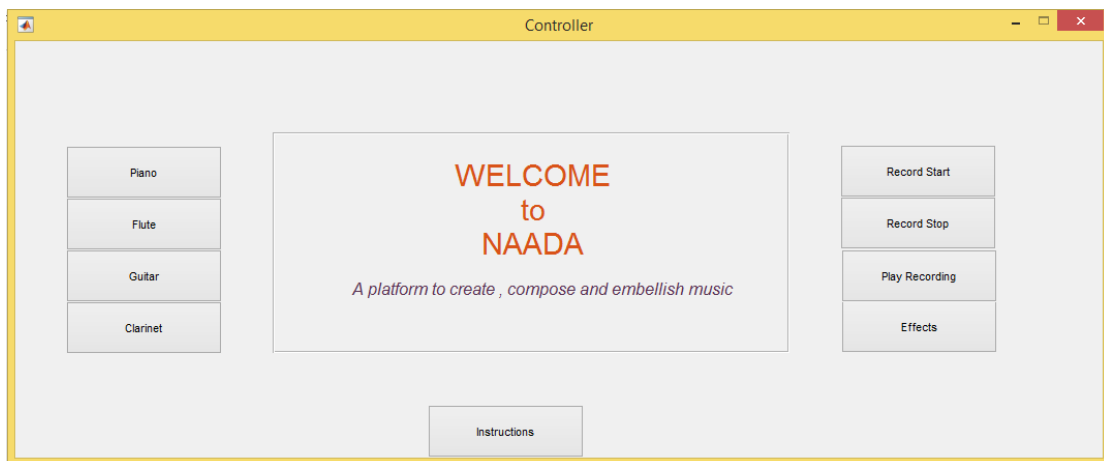 Controller
Piano
Flute
Guitar
Clarinet
WELCOME
to
NAADA
A platform to create , compose and embellish music
Record Start
Record Stop
Play Recording
Effects
Instructions